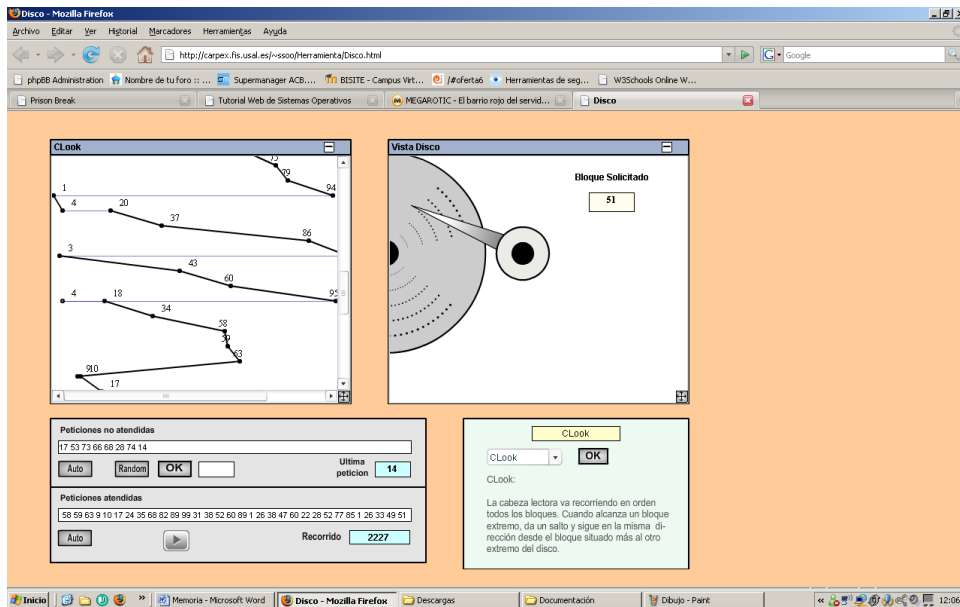 Disco - Mozilla Firefox
Archivo Editar Ver Historial Marcadores Herramientas Ayuda
http://carpex.fis.usal.es/~ssoo/Herramienta/Disco.html
G Google
phpBB Administration Nombre de tu foro :: ... Supermanager ACB.... BISITE - Campus Virt... /#oferta6 Herramientas de seg... W3Schools Online W...
Prison Break Tutorial Web de Sistemas Operativos MEGAROTIC - El barrio rojo del servid... Disco
CLook
79
1 94
4 20
37
86
3
43
60
4 18 95
34
58
59
63
910
17
Vista Disco
Bloque Solicitado
51
Peticiones no atendidas
17 53 73 66 68 28 74 14
Auto Random OK Ultima peticion 14
Peticiones atendidas
58 59 63 9 10 17 24 35 68 82 89 99 31 38 52 60 89 1 26 38 47 60 22 28 52 77 85 1 26 33 49 51
Auto Recorrido 2227
CLook
CLook OK
CLook:
La cabeza lectora va recorriendo en orden
todos los bloques. Cuando alcanza un bloque
extremo, da un salto y sigue en la misma di-
rección desde el bloque situado más al otro
extremo del disco.
Inicio » Memoria - Microsoft Word Disco - Mozilla Firefox Descargas Documentación Dibujo - Paint « 12:06